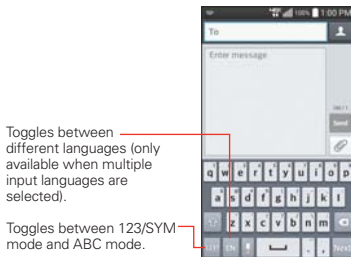 100% 1:00 PM
To
Enter message
Send
Toggles between
different languages (only
available when multiple
input languages are
selected).
q w e r t y u i o p
a s d f g h j k l
z x c v b n m
Toggles between 123/SYM
mode and ABC mode.
EN . , Next